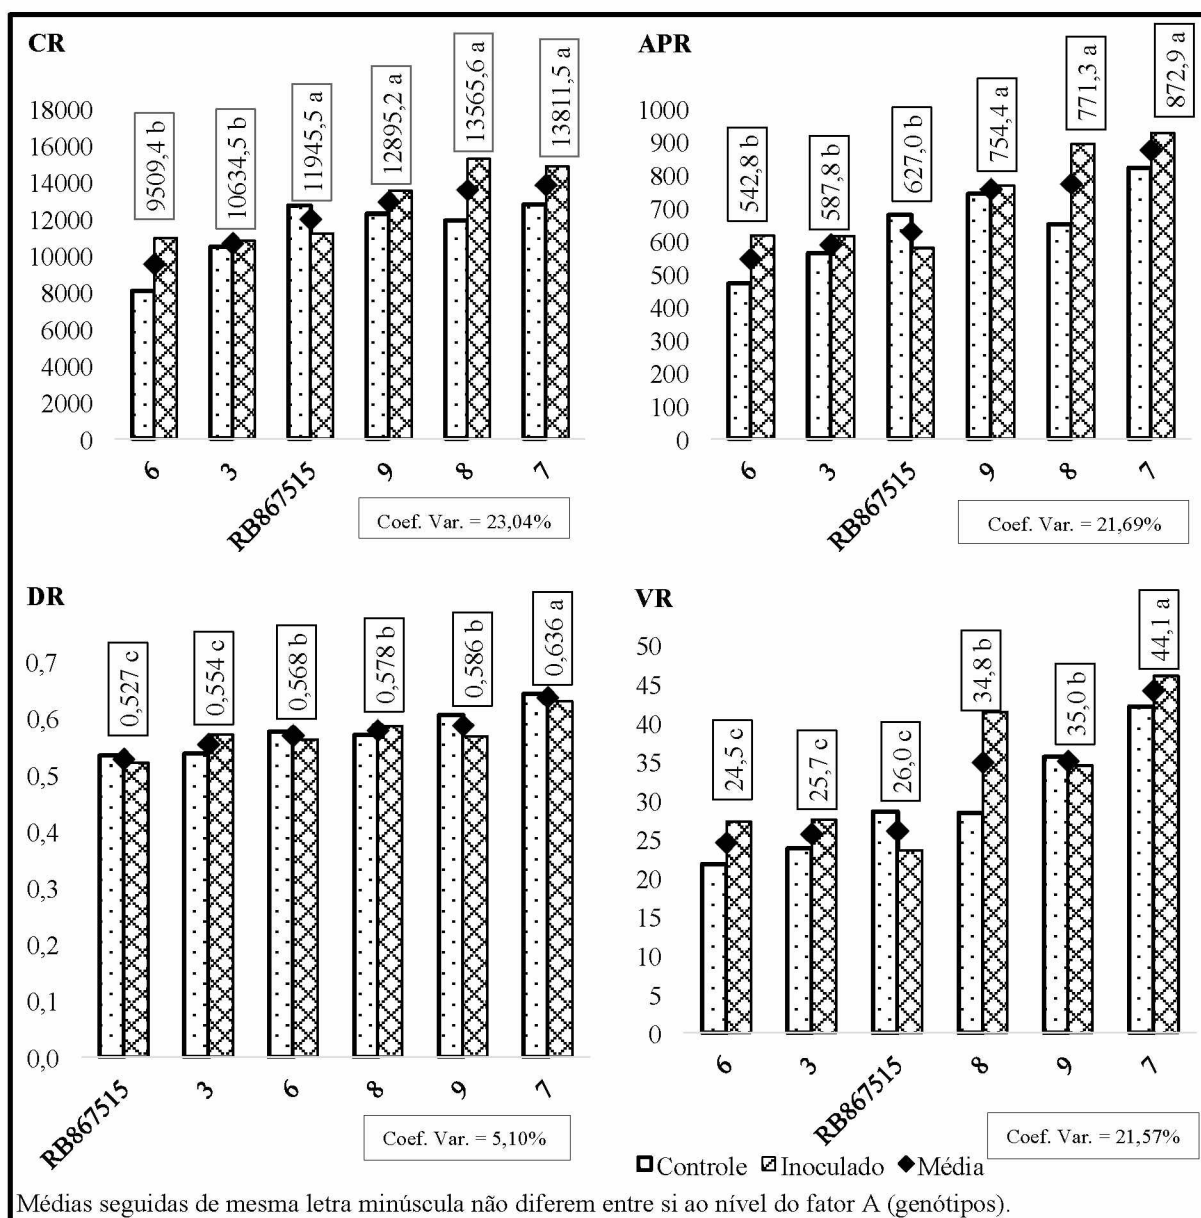 CR
9509,4 b
10634,5 b
11945,5 a
12895,2 a
13565,6 a
13811,5 a
18000
16000
14000
12000
10000
8000
6000
4000
2000
0
6
3
RB867515
9
8
7
Coef. Var. = 23,04%
APR
542,8 b
587,8 b
627,0 b
754,4 a
771,3 a
872,9 a
1000
900
800
700
600
500
400
300
200
100
0
6
3
RB867515
9
8
7
Coef. Var. = 21,69%
DR
0,527 c
0,554 c
0,568 b
0,578 b
0,586 b
0,636 a
0,7
0,6
0,5
0,4
0,3
0,2
0,1
0,0
RB867515
3
6
8
9
7
Coef. Var. = 5,10%
VR
24,5 c
25,7 c
26,0 c
34,8 b
35,0 b
44,1 a
50
45
40
35
30
25
20
15
10
5
0
6
3
RB867515
8
9
7
Coef. Var. = 21,57%
Controle Inoculado Média
Médias seguidas de mesma letra minúscula não diferem entre si ao nível do fator A (genótipos).